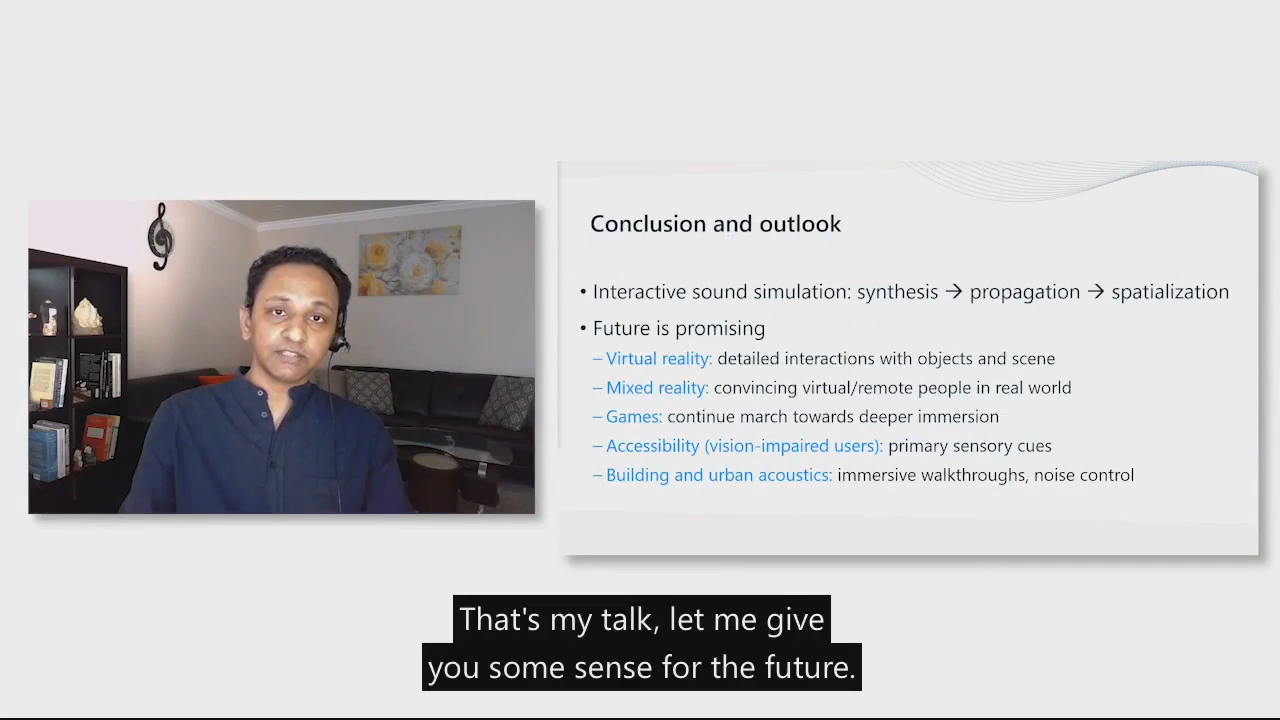 Conclusion and outlook
• Interactive sound simulation: synthesis → propagation → spatialization
• Future is promising
– Virtual reality: detailed interactions with objects and scene
– Mixed reality: convincing virtual/remote people in real world
– Games: continue march towards deeper immersion
– Accessibility (vision-impaired users): primary sensory cues
– Building and urban acoustics: immersive walkthroughs, noise control
That's my talk, let me give
you some sense for the future.